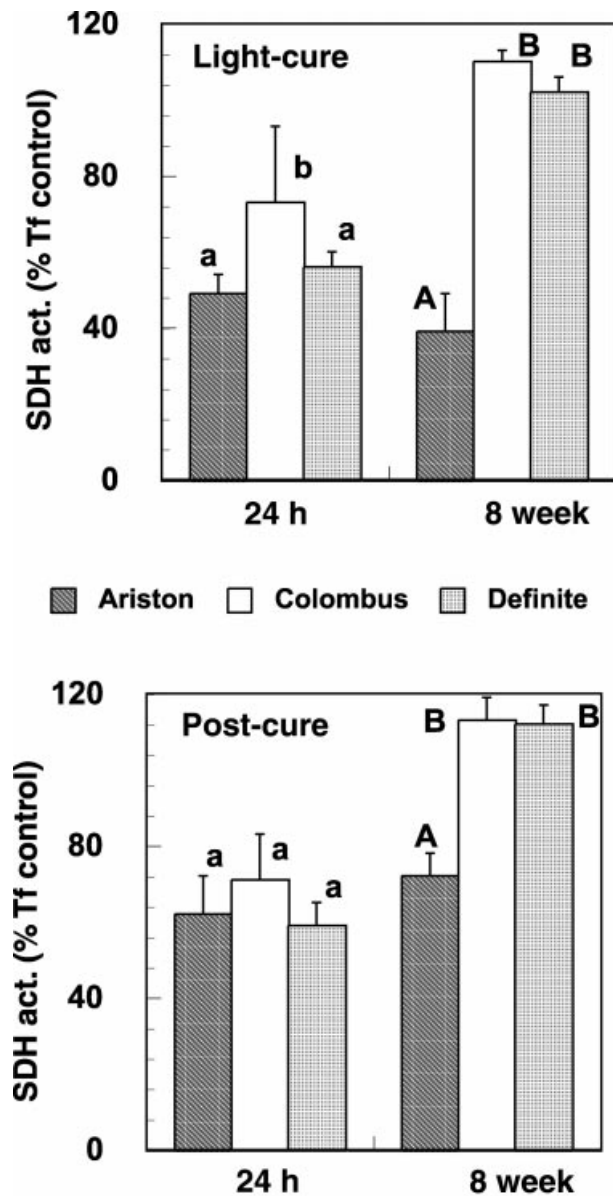 120
Light-cure
B
B
80
b
a
a
A
40
0
SDH act. (% Tf control)
24 h
8 week
Ariston
Colombus
Definite
120
Post-cure
B
B
80
a
a
a
A
40
0
SDH act. (% Tf control)
24 h
8 week